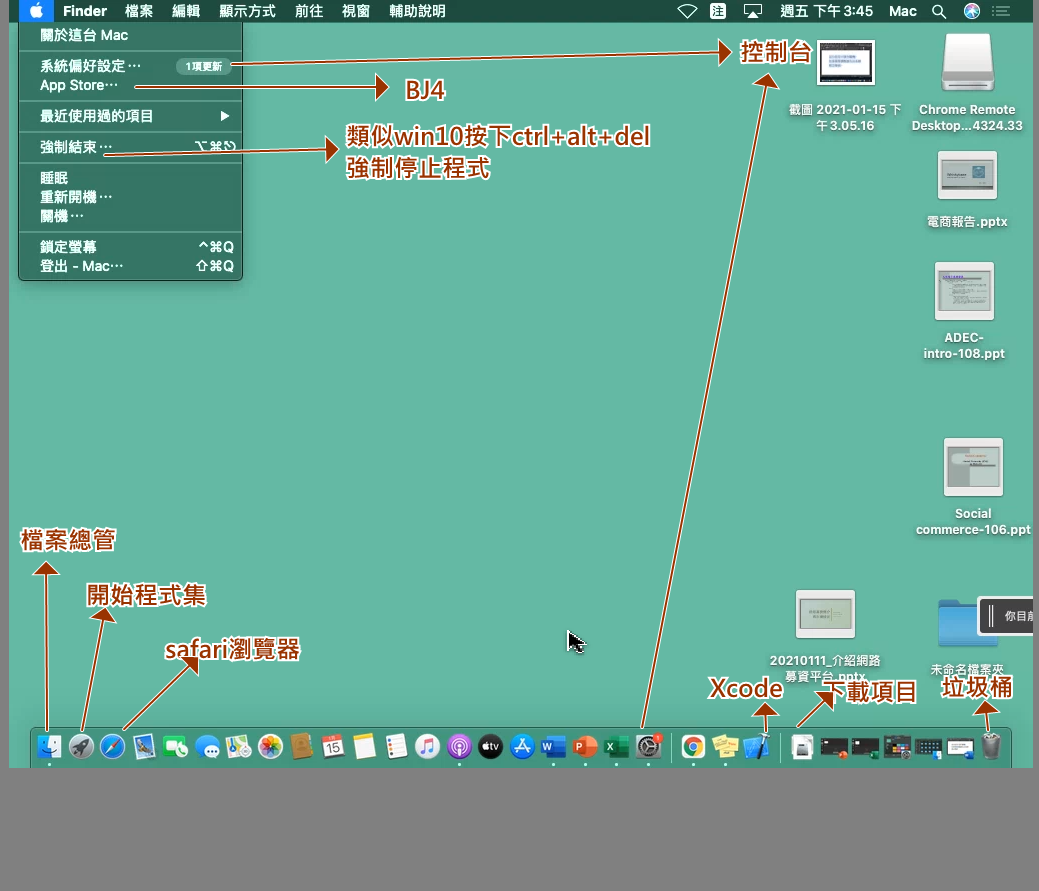 Finder 檔案 編輯 顯示方式 前往 視窗 輔助說明 注 週五 下午3:45 Mac
關於這台 Mac
系統偏好設定⋯ 1項更新
App Store⋯
最近使用過的項目
強制結束⋯ ⌥⌘⎋
睡眠
重新開機⋯
關機⋯
鎖定螢幕 ^⌘Q
登出 - Mac⋯ ⇧⌘Q
控制台
BJ4
類似win10按下ctrl+alt+del
強制停止程式
截圖 2021-01-15 下
午3.05.16
Chrome Remote
Desktop...4324.33
電商報告.pptx
ADEC-
intro-108.ppt
Social
commerce-106.ppt
檔案總管
開始程式集
safari瀏覽器
你目前
20210111_介紹網路
募資平台.pptx
未命名檔案夾
Xcode
下載項目
垃圾桶
15
tv
W
P
X
1